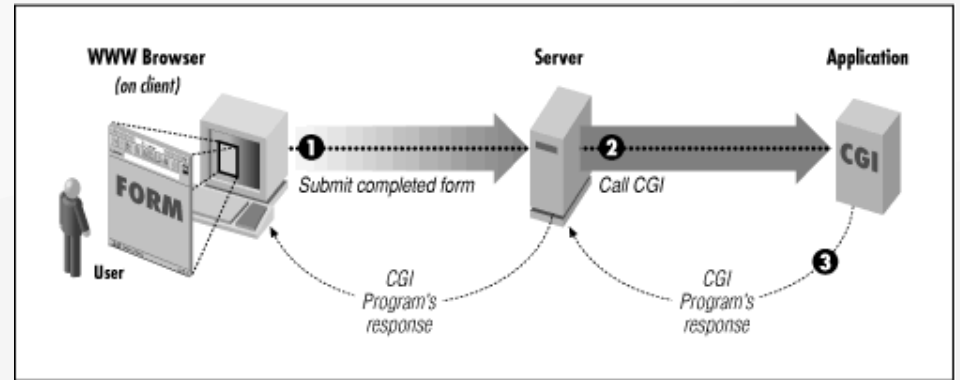 WWW Browser
(on client)
Server
Application
FORM
User
1
Submit completed form
2
Call CGI
CGI
3
CGI
Program's
response
CGI
Program's
response